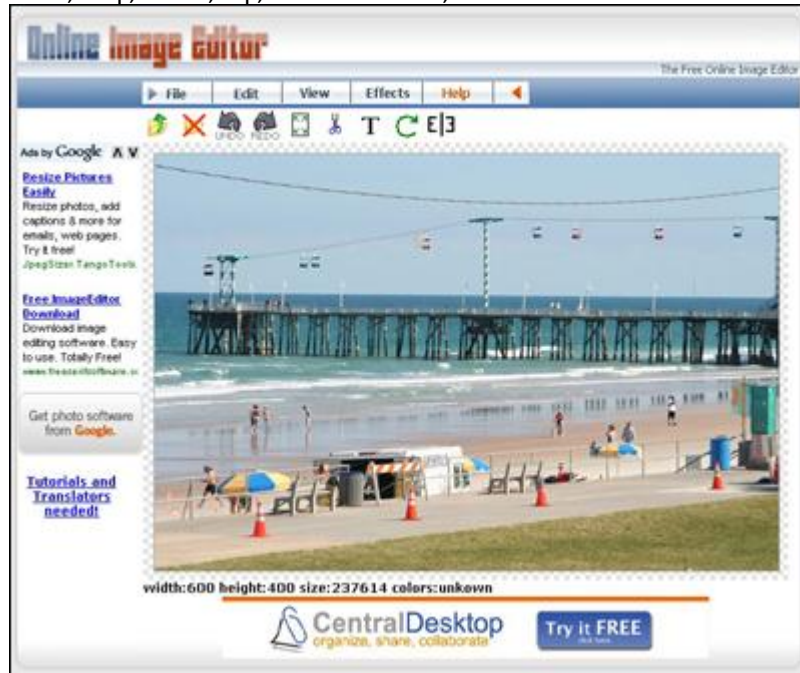 Online Image Editor
The Free Online Image Editor
File Edit View Effects Help
UNDO REDO T E|3
Ads by Google
Resize Pictures
Easily
Resize photos, add
captions & more for
emails, web pages.
Try it free!
JpegSizer.TangoTools
Free ImageEditor
Download
Download image
editing software. Easy
to use. Totally Free!
Get photo software
from Google.
Tutorials and
Translators
needed!
width:600 height:400 size:237614 colors:unkown
CentralDesktop
organize, share, collaborate
Try it FREE
click here